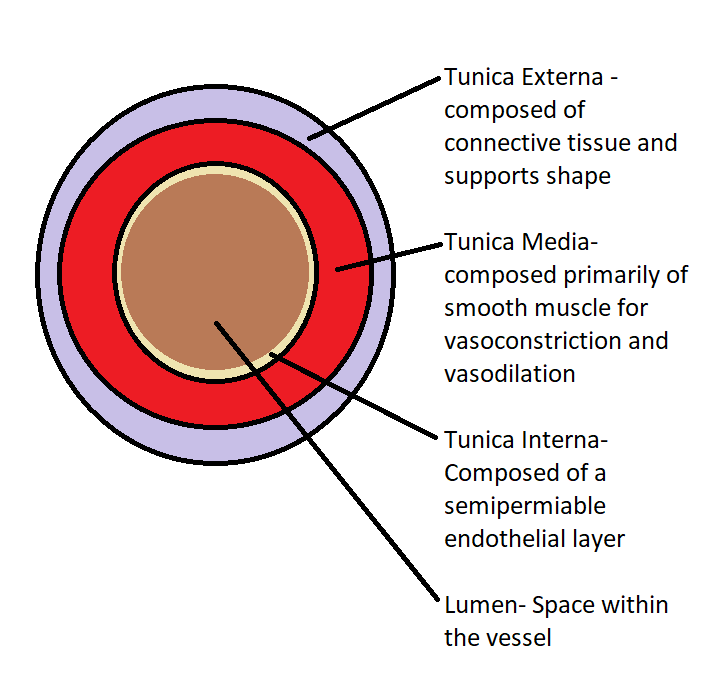 Tunica Externa -
composed of
connective tissue and
supports shape
Tunica Media-
composed primarily of
smooth muscle for
vasoconstriction and
vasodilation
Tunica Interna-
Composed of a
semipermiable
endothelial layer
Lumen- Space within
the vessel